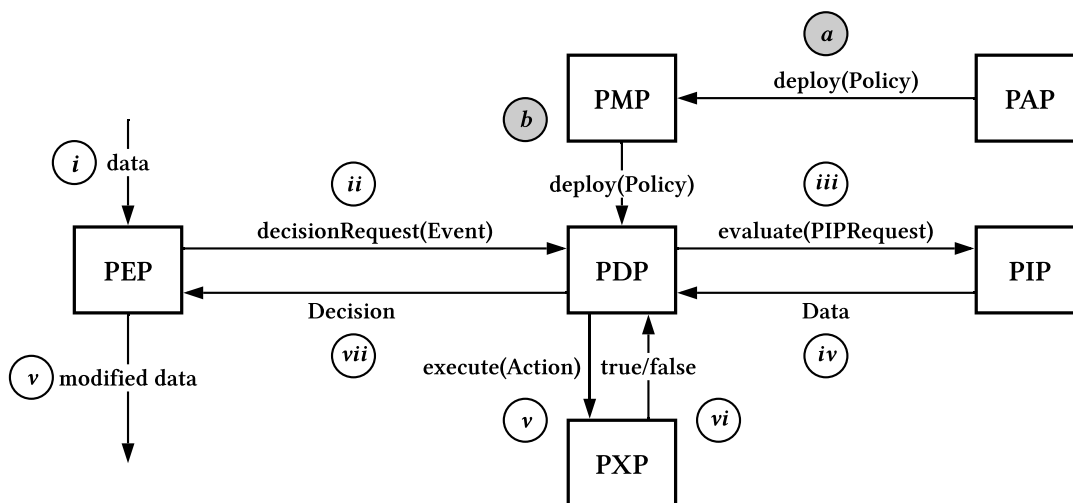 a
deploy(Policy)
PMP
PAP
b
i
data
ii
deploy(Policy)
iii
decisionRequest(Event)
evaluate(PIPRequest)
PEP
PDP
PIP
Decision
Data
vii
iv
v
modified data
execute(Action)
true/false
v
vi
PXP